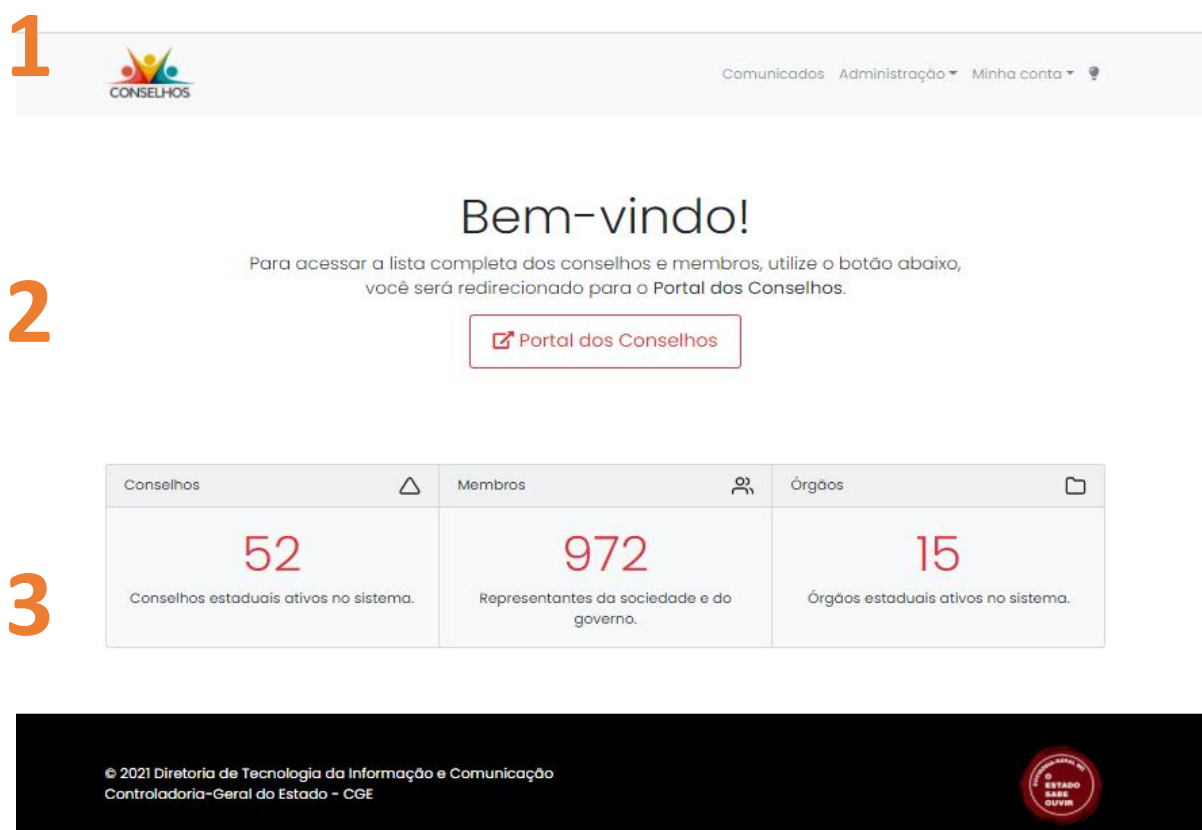 1
CONSELHOS
Comunicados Administração Minha conta
Bem-vindo!
Para acessar a lista completa dos conselhos e membros, utilize o botão abaixo,
você será redirecionado para o Portal dos Conselhos.
2
Portal dos Conselhos
Conselhos
Membros
Órgãos
52
972
15
3
Conselhos estaduais ativos no sistema.
Representantes da sociedade e do
governo.
Órgãos estaduais ativos no sistema.
© 2021 Diretoria de Tecnologia da Informação e Comunicação
Controladoria-Geral do Estado - CGE
O
ESTADO
SABE
OUVIR